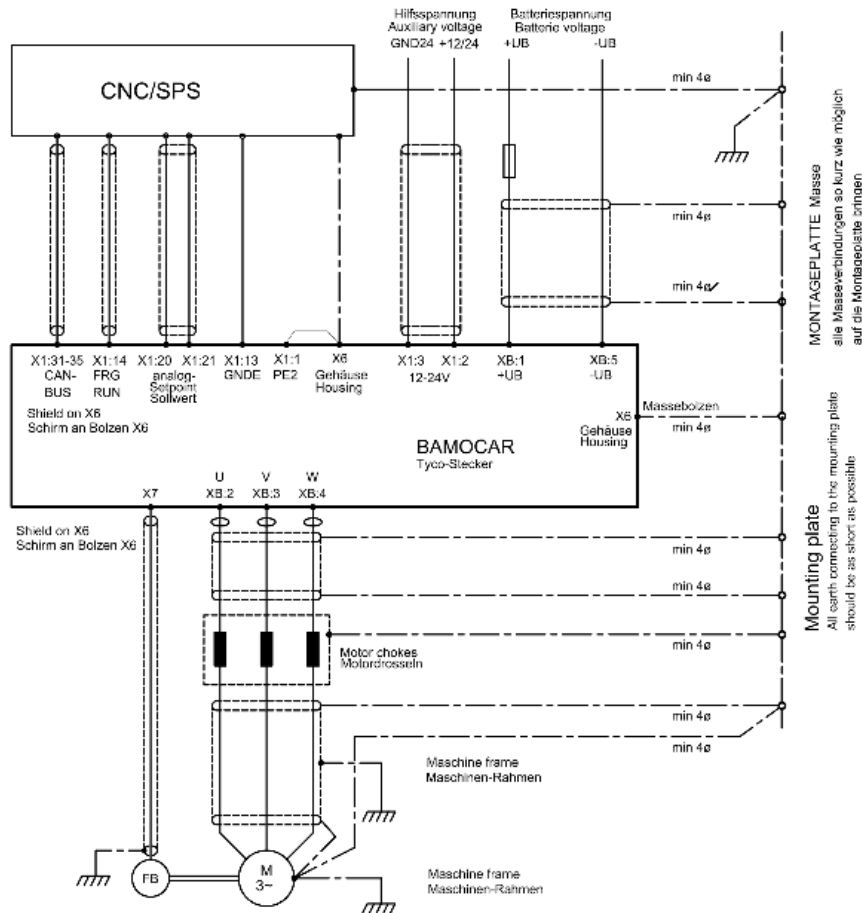 Hilfsspannung
Auxiliary voltage
GND24 +12/24
Batteriespannung
Batterie voltage
+UB -UB
CNC/SPS
min 4ø
min 4ø
min 4ø
MONTAGEPLATTE Masse
alle Masseverbindungen so kurz wie möglich
auf die Montageplatte bringen
X1:31-35 X1:14 X1:20 X1:21 X1:13 X1:1 X6 X1:3 X1:2 XB:1 XB:5
CAN-
BUS
FRG
RUN
analog-
Setpoint
Sollwert
GNDE
PE2
Gehäuse
Housing
12-24V
+UB
-UB
Shield on X6
Schirm an Bolzen X6
BAMOCAR
Tyco-Stecker
X6
Gehäuse
Housing
Massebolzen
min 4ø
U V W
X7 XB:2 XB:3 XB:4
Shield on X6
Schirm an Bolzen X6
min 4ø
min 4ø
Mounting plate
All earth connecting to the mounting plate
should be as short as possible
Motor chokes
Motordrosseln
min 4ø
min 4ø
min 4ø
Maschine frame
Maschinen-Rahmen
FB
M
3~
Maschine frame
Maschinen-Rahmen